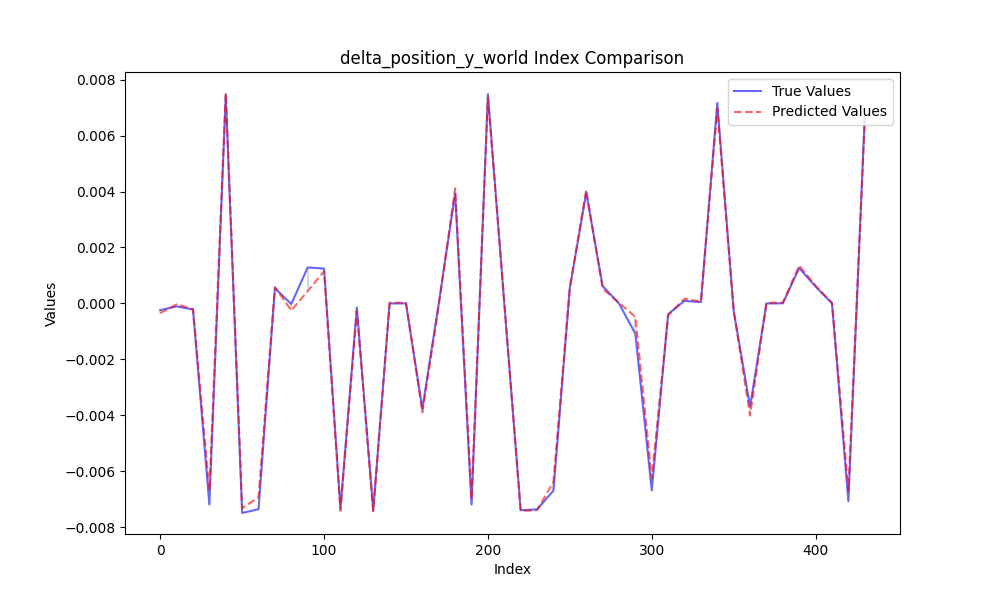 delta_position_y_world Index Comparison
True Values
Predicted Values
0.008
0.006
0.004
0.002
0.000
−0.002
−0.004
−0.006
−0.008
Values
0 100 200 300 400
Index